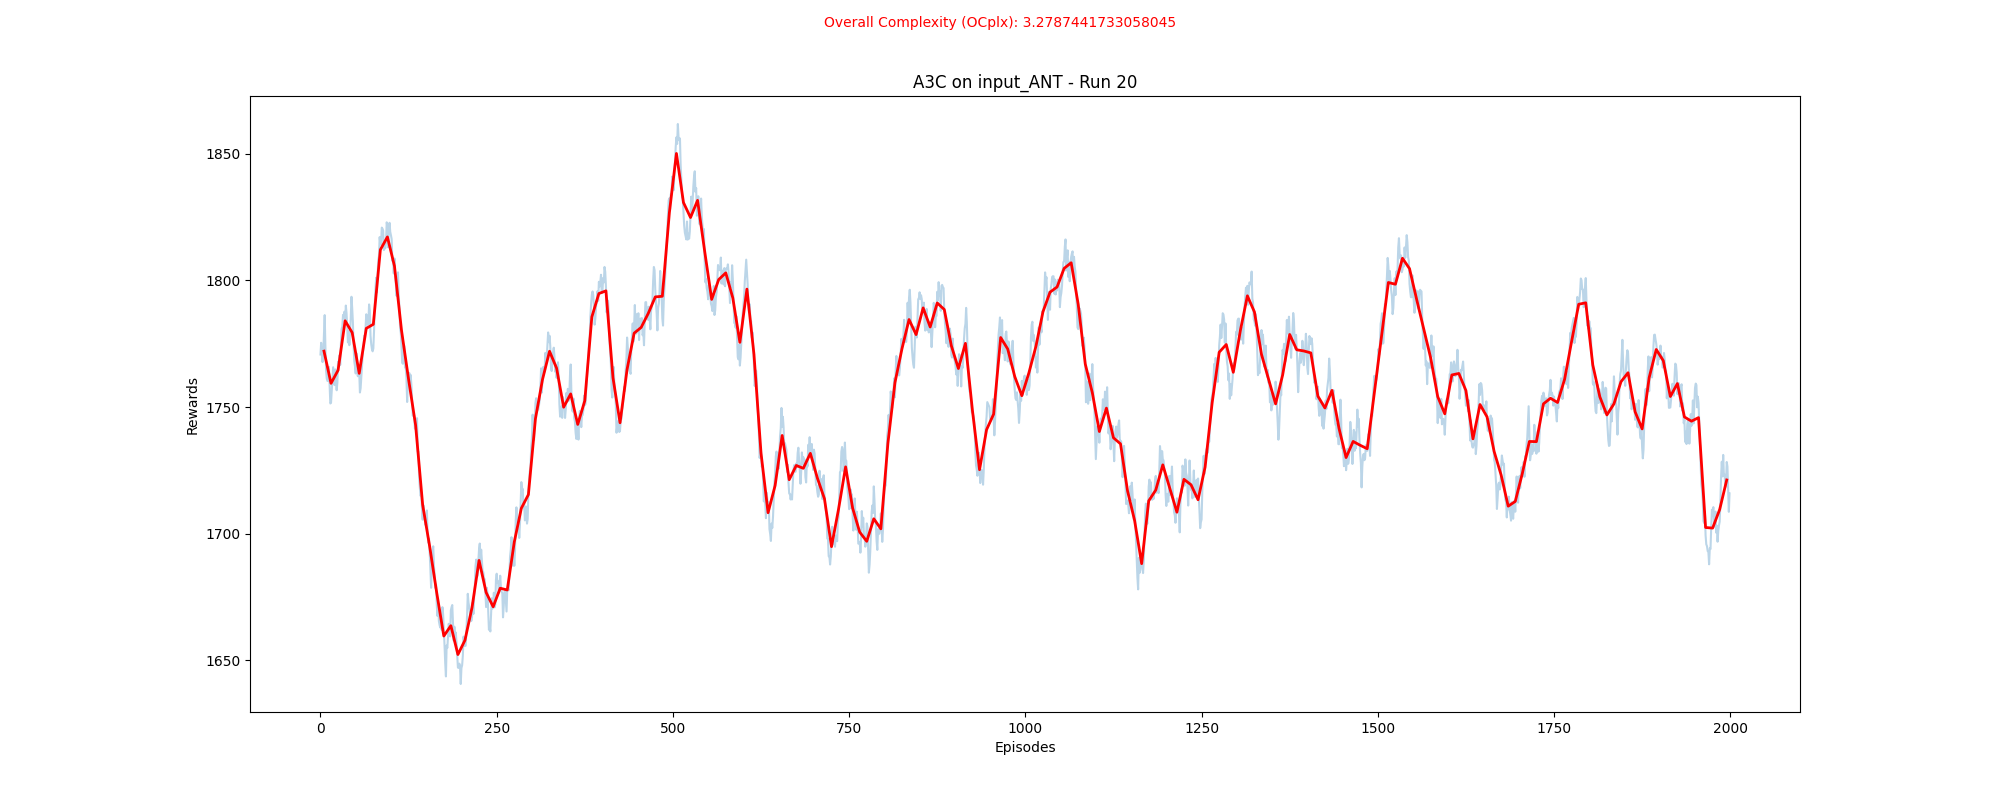 Overall Complexity (OCplx): 3.2787441733058045
A3C on input_ANT - Run 20
1850
1800
1750
1700
1650
Rewards
0 250 500 750 1000 1250 1500 1750 2000
Episodes